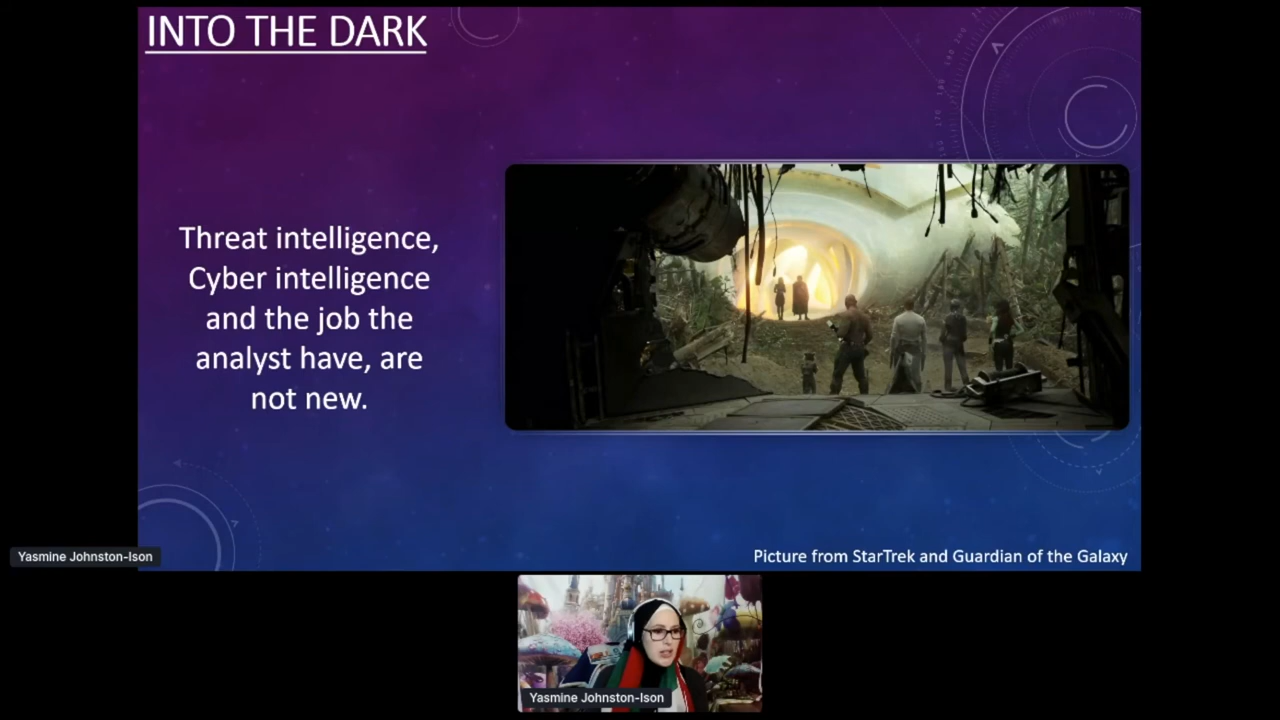 INTO THE DARK
Threat intelligence,
Cyber intelligence
and the job the
analyst have, are
not new.
Yasmine Johnston-Ison
Picture from StarTrek and Guardian of the Galaxy
Yasmine Johnston-Ison